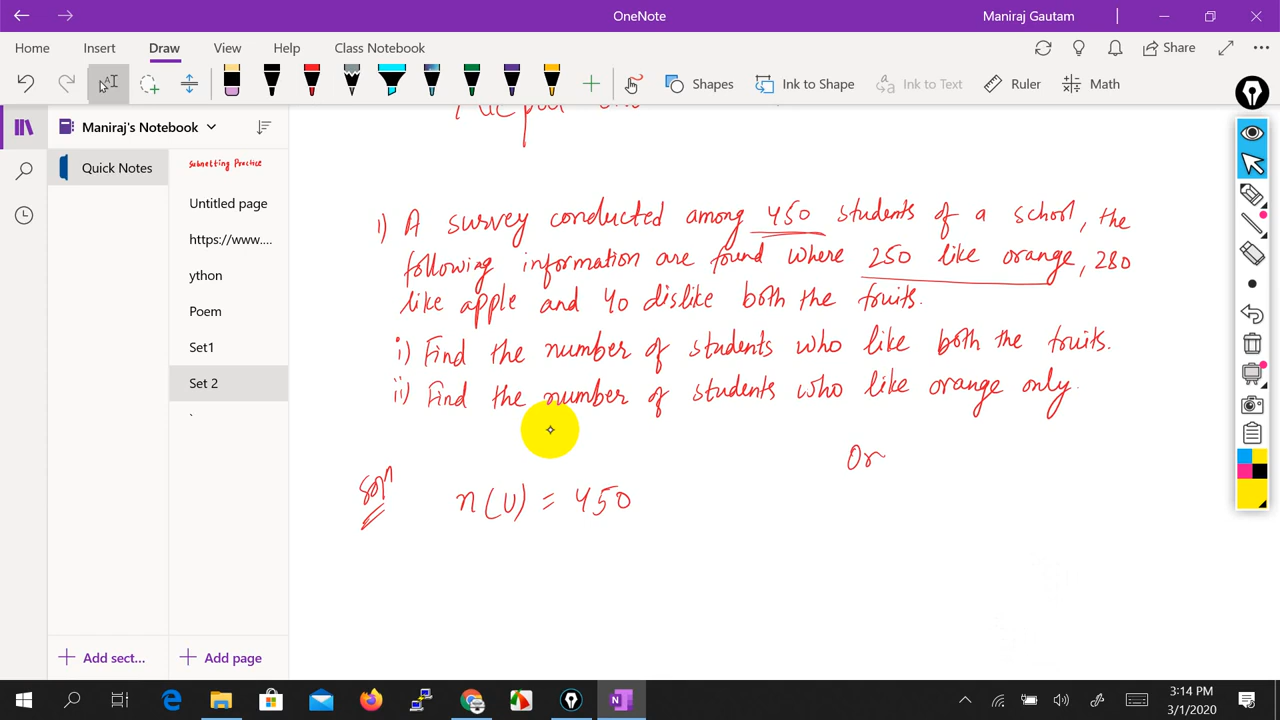 OneNote
Maniraj Gautam
Home Insert Draw View Help Class Notebook
Share
Shapes Ink to Shape Ink to Text Ruler Math
Maniraj's Notebook
Quick Notes
Subnetting Practice
Untitled page
https://www....
ython
Poem
Set1
Set 2
Add sect...
Add page
i) A survey conducted among 450 students of a school, the
following information are found where 250 like orange, 280
like apple and 40 dislike both the fruits.
i) Find the number of students who like both the fruits.
ii) Find the number of students who like orange only.
Or
Soln
n(U) = 450
3:14 PM
3/1/2020